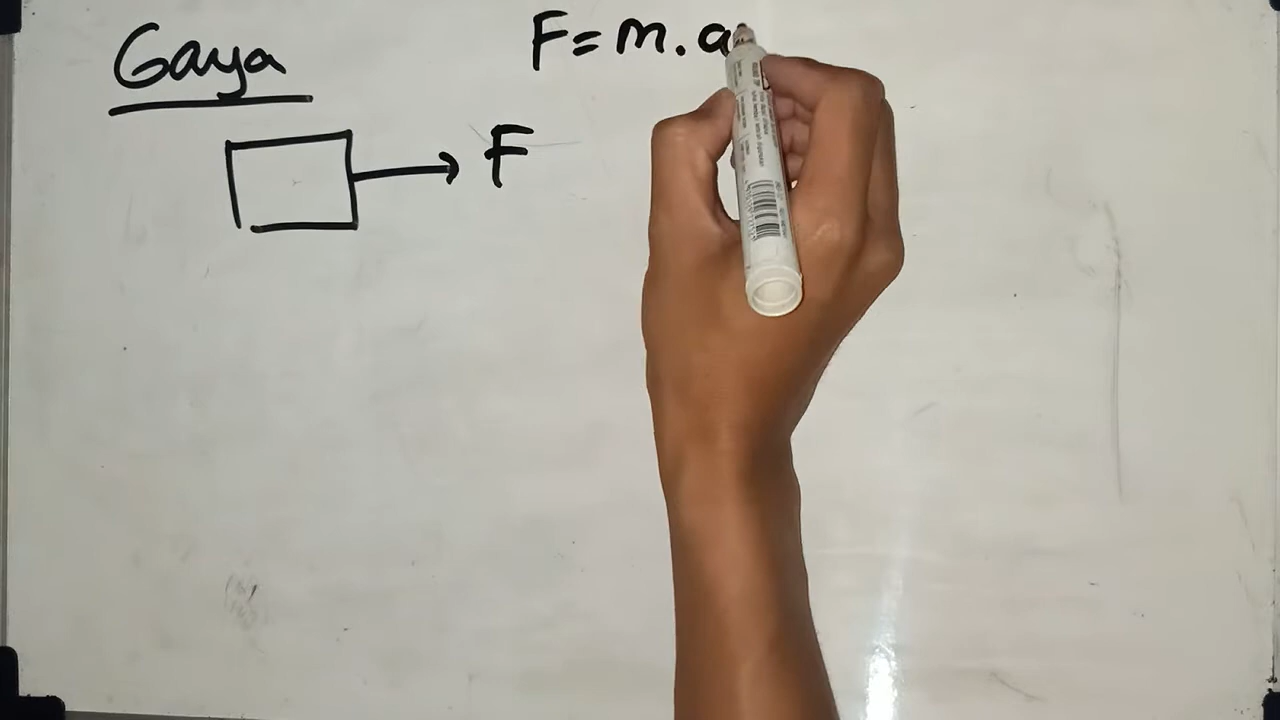 Gaya
F = m . a
F